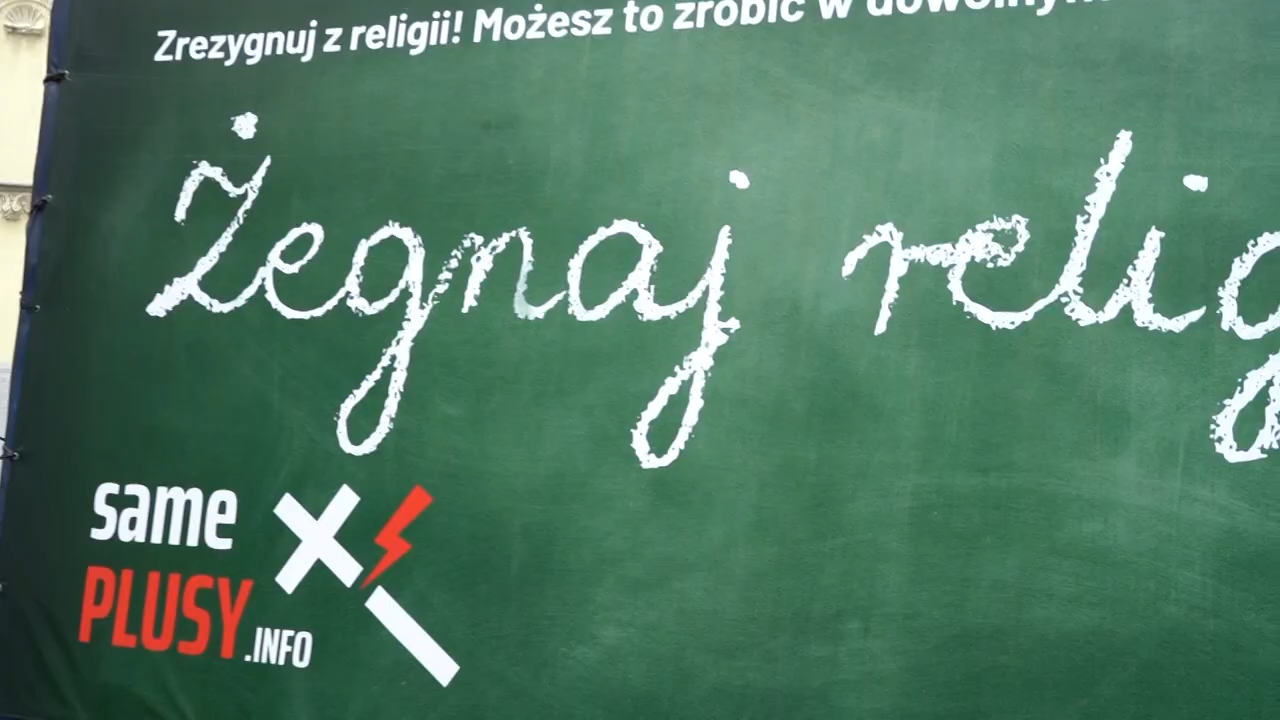 Zrezygnuj z religii! Możesz to zrobić w
Żegnaj relig
same
PLUSY.INFO